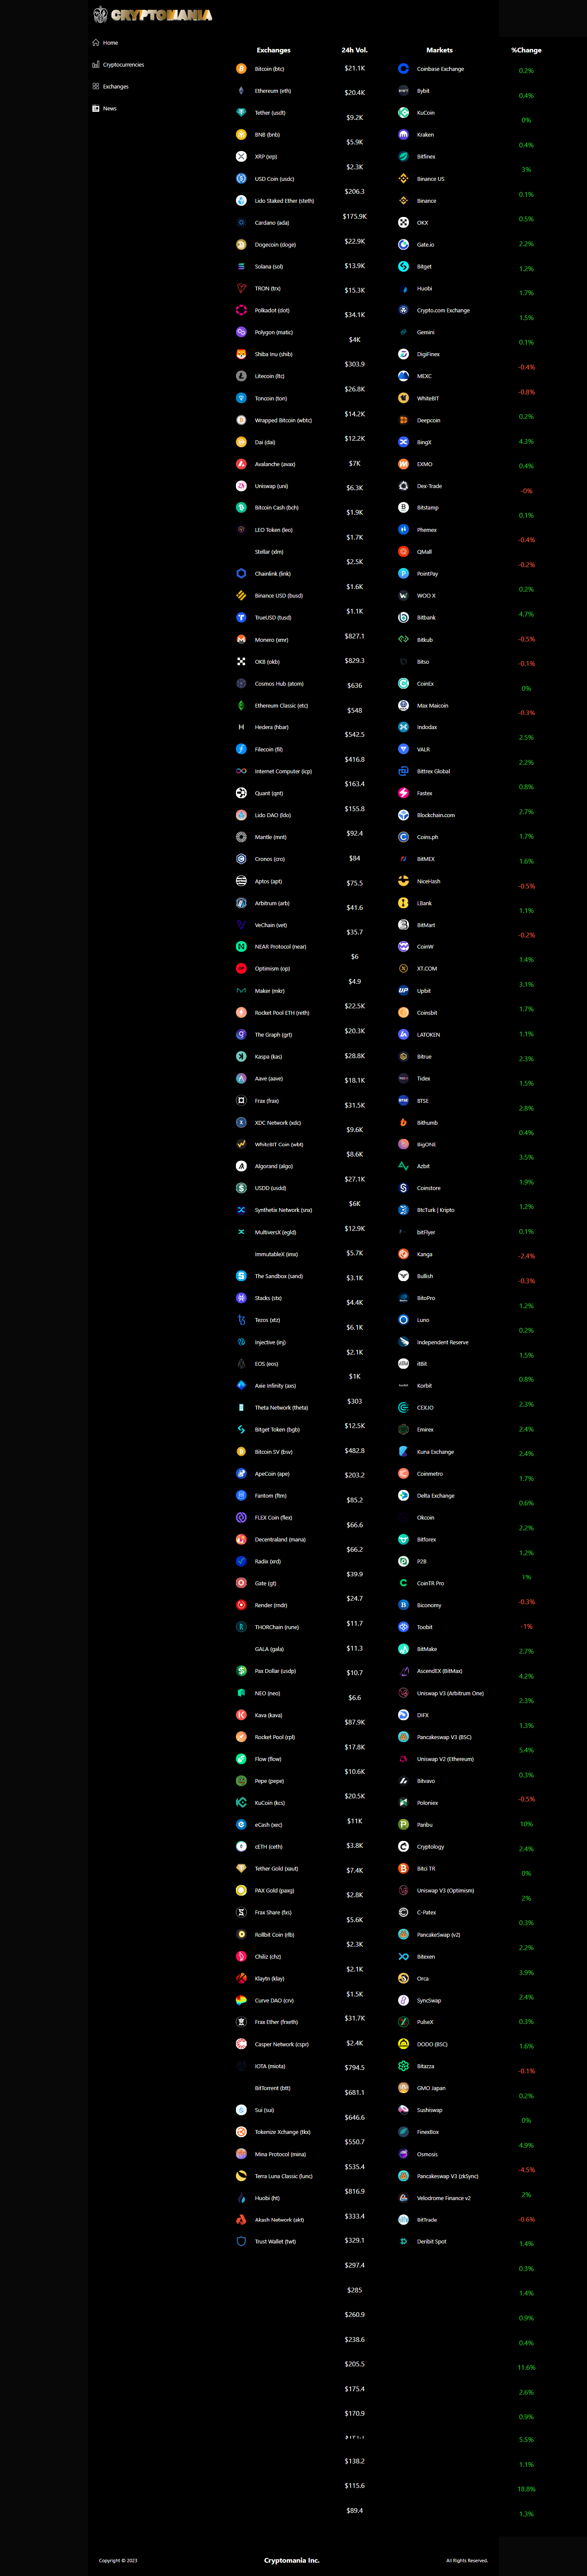 CRYPTOMANIA
Home
Cryptocurrencies
Exchanges
News
Exchanges
Bitcoin (btc)
Ethereum (eth)
Tether (usdt)
BNB (bnb)
XRP (xrp)
USD Coin (usdc)
Lido Staked Ether (steth)
Cardano (ada)
Dogecoin (doge)
Solana (sol)
TRON (trx)
Polkadot (dot)
Polygon (matic)
Shiba Inu (shib)
Litecoin (ltc)
Toncoin (ton)
Wrapped Bitcoin (wbtc)
Dai (dai)
Avalanche (avax)
Uniswap (uni)
Bitcoin Cash (bch)
LEO Token (leo)
Stellar (xlm)
Chainlink (link)
Binance USD (busd)
TrueUSD (tusd)
Monero (xmr)
OKB (okb)
Cosmos Hub (atom)
Ethereum Classic (etc)
Hedera (hbar)
Filecoin (fil)
Internet Computer (icp)
Quant (qnt)
Lido DAO (ldo)
Mantle (mnt)
Cronos (cro)
Aptos (apt)
Arbitrum (arb)
VeChain (vet)
NEAR Protocol (near)
Optimism (op)
Maker (mkr)
Rocket Pool ETH (reth)
The Graph (grt)
Kaspa (kas)
Aave (aave)
Frax (frax)
XDC Network (xdc)
WhiteBIT Coin (wbt)
Algorand (algo)
USDD (usdd)
Synthetix Network (snx)
MultiversX (egld)
ImmutableX (imx)
The Sandbox (sand)
Stacks (stx)
Tezos (xtz)
Injective (inj)
EOS (eos)
Axie Infinity (axs)
Theta Network (theta)
Bitget Token (bgb)
Bitcoin SV (bsv)
ApeCoin (ape)
Fantom (ftm)
FLEX Coin (flex)
Decentraland (mana)
Radix (xrd)
Gate (gt)
Render (rndr)
THORChain (rune)
GALA (gala)
Pax Dollar (usdp)
NEO (neo)
Kava (kava)
Rocket Pool (rpl)
Flow (flow)
Pepe (pepe)
KuCoin (kcs)
eCash (xec)
cETH (ceth)
Tether Gold (xaut)
PAX Gold (paxg)
Frax Share (fxs)
Rollbit Coin (rlb)
Chiliz (chz)
Klaytn (klay)
Curve DAO (crv)
Frax Ether (frxeth)
Casper Network (cspr)
IOTA (miota)
BitTorrent (btt)
Sui (sui)
Tokenize Xchange (tkx)
Mina Protocol (mina)
Terra Luna Classic (lunc)
Huobi (ht)
Akash Network (akt)
Trust Wallet (twt)
24h Vol.
$21.1K
$20.4K
$9.2K
$5.9K
$2.3K
$206.3
$175.9K
$22.9K
$13.9K
$15.3K
$34.1K
$4K
$303.9
$26.8K
$14.2K
$12.2K
$7K
$6.3K
$1.9K
$1.7K
$2.5K
$1.6K
$1.1K
$827.1
$829.3
$636
$548
$542.5
$416.8
$163.4
$155.8
$92.4
$84
$75.5
$41.6
$35.7
$6
$4.9
$22.5K
$20.3K
$28.8K
$18.1K
$31.5K
$9.6K
$8.6K
$27.1K
$6K
$12.9K
$5.7K
$3.1K
$4.4K
$6.1K
$2.1K
$1K
$303
$12.5K
$482.8
$203.2
$85.2
$66.6
$66.2
$39.9
$24.7
$11.7
$11.3
$10.7
$6.6
$87.9K
$17.8K
$10.6K
$20.5K
$11K
$3.8K
$7.4K
$2.8K
$5.6K
$2.3K
$2.1K
$1.5K
$31.7K
$2.4K
$794.5
$681.1
$646.6
$550.7
$535.4
$816.9
$333.4
$329.1
$297.4
$285
$260.9
$238.6
$205.5
$175.4
$170.9
$138.2
$115.6
$89.4
Markets
Coinbase Exchange
Bybit
KuCoin
Kraken
Bitfinex
Binance US
Binance
OKX
Gate.io
Bitget
Huobi
Crypto.com Exchange
Gemini
DigiFinex
MEXC
WhiteBIT
Deepcoin
BingX
EXMO
Dex-Trade
Bitstamp
Phemex
QMall
PointPay
WOO X
Bitbank
Bitkub
Bitso
CoinEx
Max Maicoin
Indodax
VALR
Bittrex Global
Fastex
Blockchain.com
Coins.ph
BitMEX
NiceHash
LBank
BitMart
CoinW
XT.COM
Upbit
Coinsbit
LATOKEN
Bitrue
Tidex
BTSE
Bithumb
BigONE
Azbit
Coinstore
BtcTurk | Kripto
bitFlyer
Kanga
Bullish
BitoPro
Luno
Independent Reserve
itBit
Korbit
CEX.IO
Emirex
Kuna Exchange
Coinmetro
Delta Exchange
Okcoin
Bitforex
P2B
CoinTR Pro
Biconomy
Toobit
BitMake
AscendEX (BitMax)
Uniswap V3 (Arbitrum One)
DIFX
Pancakeswap V3 (BSC)
Uniswap V2 (Ethereum)
Bitvavo
Poloniex
Paribu
Cryptology
Bitci TR
Uniswap V3 (Optimism)
C-Patex
PancakeSwap (v2)
Bitexen
Orca
SyncSwap
PulseX
DODO (BSC)
Bitazza
GMO Japan
Sushiswap
FinexBox
Osmosis
Pancakeswap V3 (zkSync)
Velodrome Finance v2
BitTrade
Deribit Spot
%Change
0.2%
0.4%
0%
0.4%
3%
0.1%
0.5%
2.2%
1.2%
1.7%
1.5%
0.1%
-0.4%
-0.8%
0.2%
4.3%
0.4%
-0%
0.1%
-0.4%
-0.2%
0.2%
4.7%
-0.5%
-0.1%
0%
-0.3%
2.5%
2.2%
0.8%
2.7%
1.7%
1.6%
-0.5%
1.1%
-0.2%
1.4%
3.1%
1.7%
1.1%
2.3%
1.5%
2.8%
0.4%
3.5%
1.9%
1.2%
0.1%
-2.4%
-0.3%
1.2%
0.2%
1.5%
0.8%
2.3%
2.4%
2.4%
1.7%
0.6%
2.2%
1.2%
1%
-0.3%
-1%
2.7%
4.2%
2.3%
1.3%
5.4%
0.3%
-0.5%
10%
2.4%
0%
2%
0.3%
2.2%
3.9%
2.4%
0.3%
1.6%
-0.1%
0.2%
0%
4.9%
-4.5%
2%
-0.6%
1.4%
0.3%
1.4%
0.9%
0.4%
11.6%
2.6%
0.9%
5.5%
1.1%
18.8%
1.3%
Copyright © 2023
Cryptomania Inc.
All Rights Reserved.